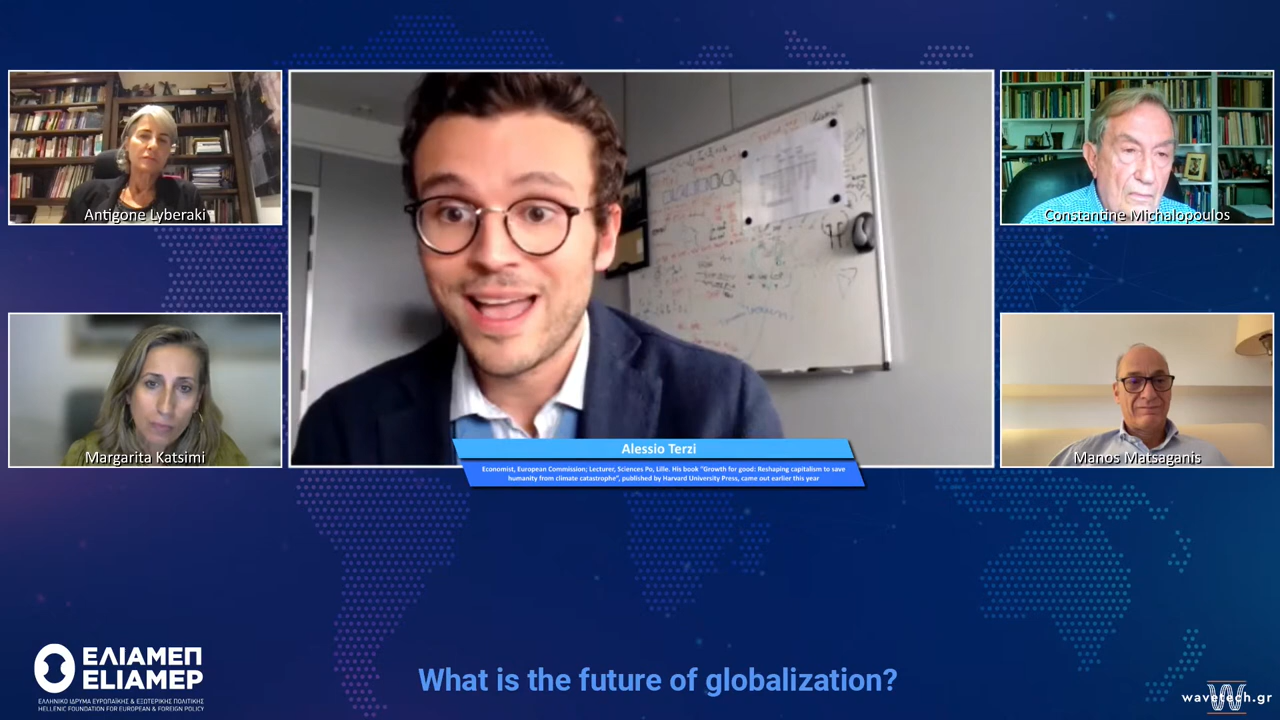 Antigone Lyberaki
Constantine Michalopoulos
Margarita Katsimi
Manos Matsaganis
Alessio Terzi
Economist, European Commission; Lecturer, Sciences Po, Lille. His book "Growth for good: Reshaping capitalism to save
humanity from climate catastrophe", published by Harvard University Press, came out earlier this year
What is the future of globalization?
ΕΛΙΑΜΕΠ
ELIAMEP
ΕΛΛΗΝΙΚΟ ΙΔΡΥΜΑ ΕΥΡΩΠΑΪΚΗΣ & ΕΞΩΤΕΡΙΚΗΣ ΠΟΛΙΤΙΚΗΣ
HELLENIC FOUNDATION FOR EUROPEAN & FOREIGN POLICY
wavetech.gr